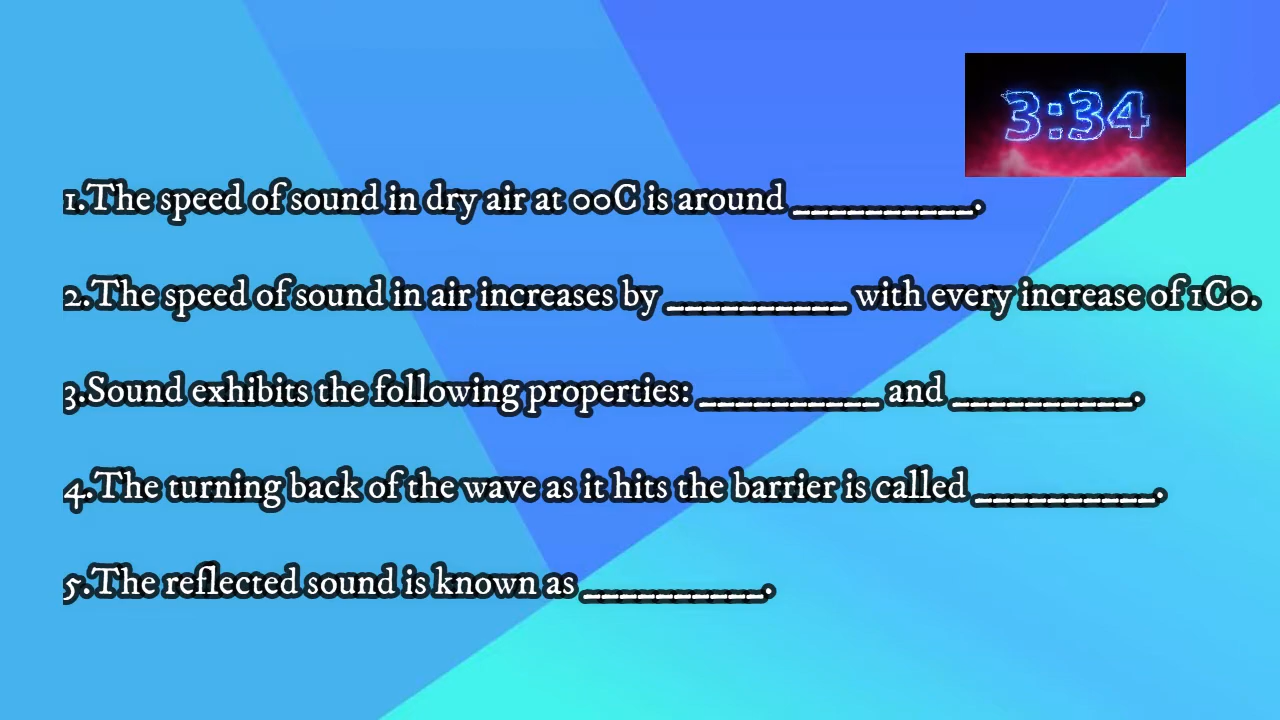 3:34
1.The speed of sound in dry air at 00C is around __________.
2.The speed of sound in air increases by __________ with every increase of 1C0.
3.Sound exhibits the following properties: __________ and __________.
4.The turning back of the wave as it hits the barrier is called __________.
5.The reflected sound is known as __________.